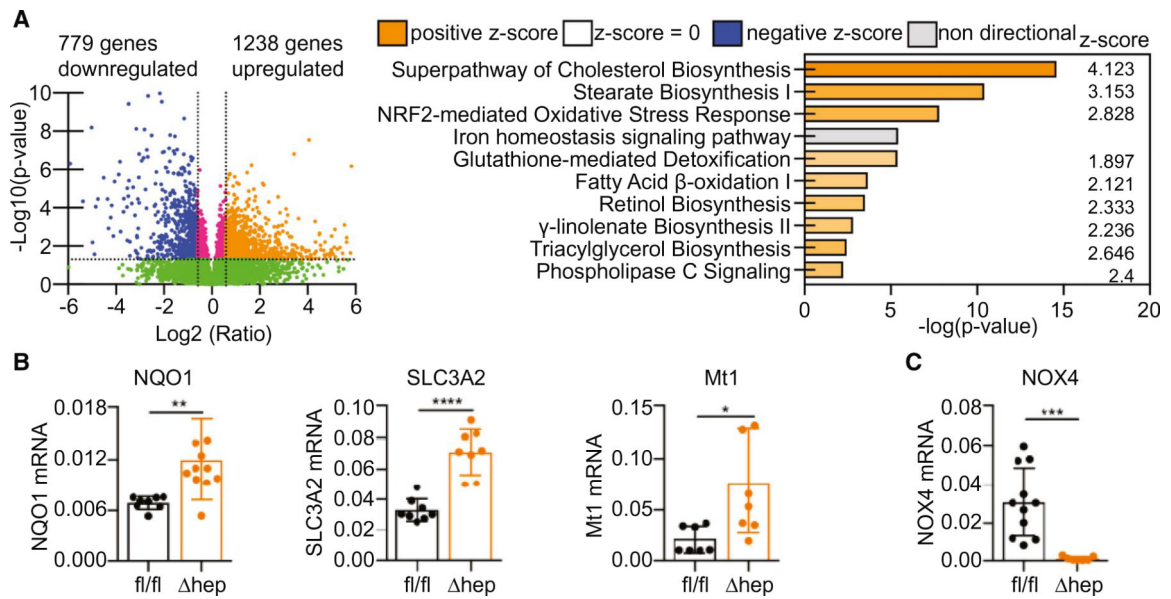 A
779 genes
downregulated
1238 genes
upregulated
10
8
6
4
2
0
-Log10(p-value)
-6 -4 -2 0 2 4 6
Log2 (Ratio)
positive z-score z-score = 0 negative z-score non directional z-score
Superpathway of Cholesterol Biosynthesis 4.123
Stearate Biosynthesis I 3.153
NRF2-mediated Oxidative Stress Response 2.828
Iron homeostasis signaling pathway
Glutathione-mediated Detoxification 1.897
Fatty Acid β-oxidation I 2.121
Retinol Biosynthesis 2.333
γ-linolenate Biosynthesis II 2.236
Triacylglycerol Biosynthesis 2.646
Phospholipase C Signaling 2.4
0 5 10 15 20
-log(p-value)
B
NQO1
**
0.018
0.012
0.006
0.000
NQO1 mRNA
fl/fl Δhep
SLC3A2
****
0.10
0.08
0.06
0.04
0.02
0.00
SLC3A2 mRNA
fl/fl Δhep
Mt1
*
0.15
0.10
0.05
0.00
Mt1 mRNA
fl/fl Δhep
C
NOX4
***
0.08
0.06
0.04
0.02
0.00
NOX4 mRNA
fl/fl Δhep